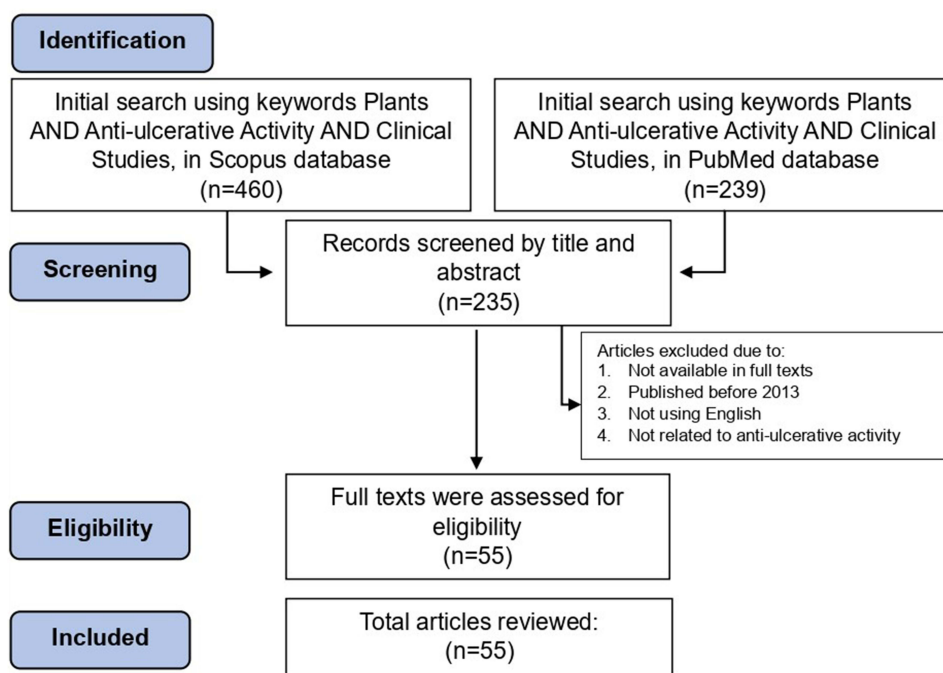 Identification
Initial search using keywords Plants
AND Anti-ulcerative Activity AND Clinical
Studies, in Scopus database
(n=460)
Initial search using keywords Plants
AND Anti-ulcerative Activity AND Clinical
Studies, in PubMed database
(n=239)
Screening
Records screened by title and
abstract
(n=235)
Articles excluded due to:
1. Not available in full texts
2. Published before 2013
3. Not using English
4. Not related to anti-ulcerative activity
Eligibility
Full texts were assessed for
eligibility
(n=55)
Included
Total articles reviewed:
(n=55)